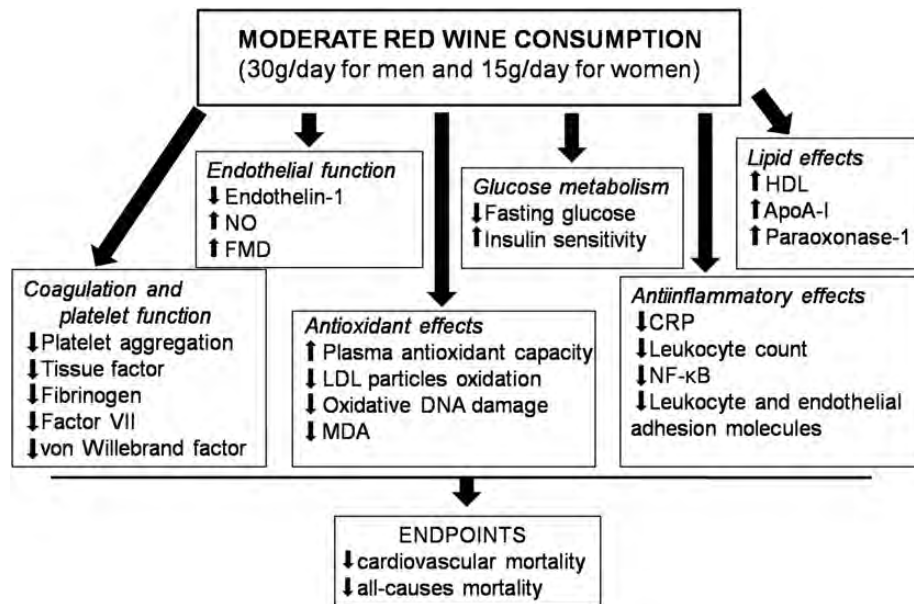 MODERATE RED WINE CONSUMPTION
(30g/day for men and 15g/day for women)
Endothelial function
↓Endothelin-1
↑NO
↑FMD
Glucose metabolism
↓Fasting glucose
↑Insulin sensitivity
Lipid effects
↑HDL
↑ApoA-I
↑Paraoxonase-1
Coagulation and
platelet function
↓Platelet aggregation
↓Tissue factor
↓Fibrinogen
↓Factor VII
↓von Willebrand factor
Antioxidant effects
↑ Plasma antioxidant capacity
↓LDL particles oxidation
↓Oxidative DNA damage
↓MDA
Antiinflammatory effects
↓CRP
↓Leukocyte count
↓NF-κB
↓Leukocyte and endothelial
adhesion molecules
ENDPOINTS
↓cardiovascular mortality
↓all-causes mortality